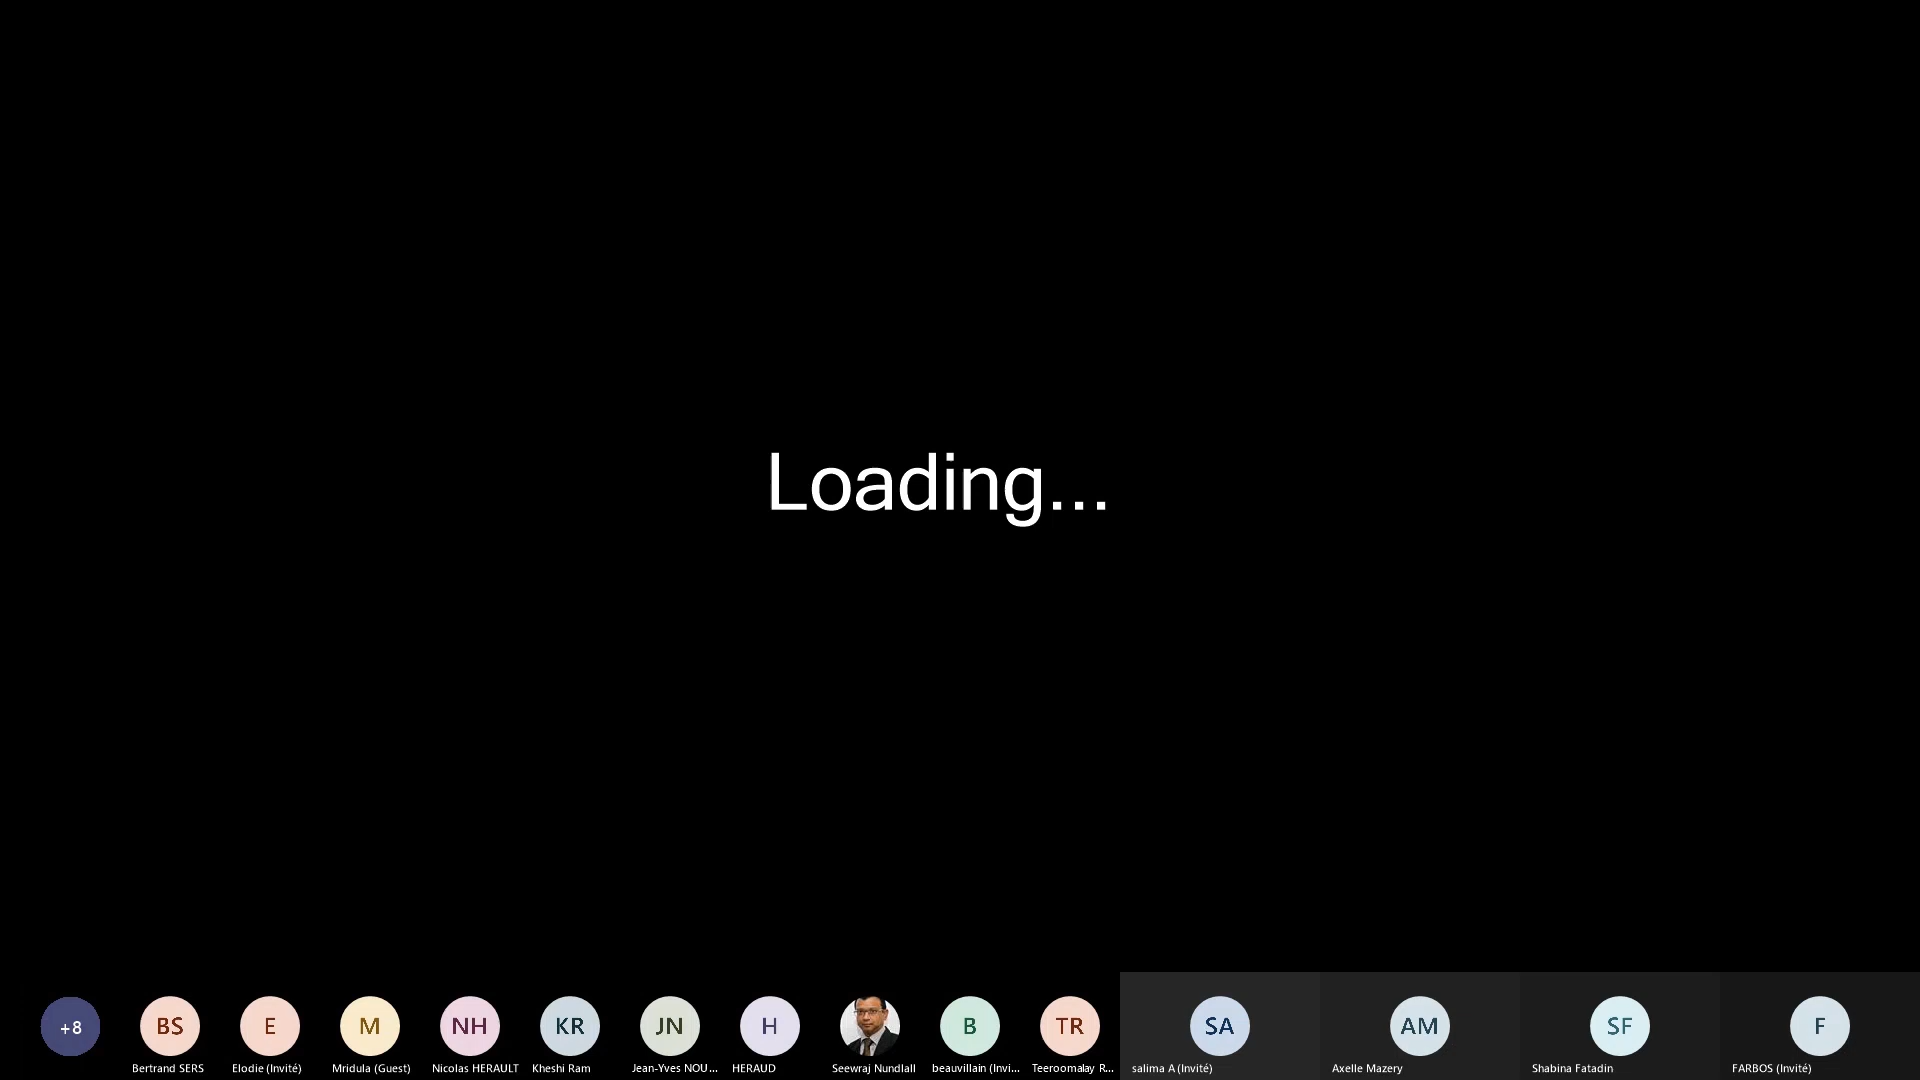 Loading...
+8
BS
E
M
NH
KR
JN
H
B
TR
SA
AM
SF
F
Bertrand SERS
Elodie (Invité)
Mridula (Guest)
Nicolas HERAULT
Kheshi Ram
Jean-Yves NOU...
HERAUD
Seewraj Nundlall
beauvillain (Invi...
Teeroomalay R...
salima A (Invité)
Axelle Mazery
Shabina Fatadin
FARBOS (Invité)